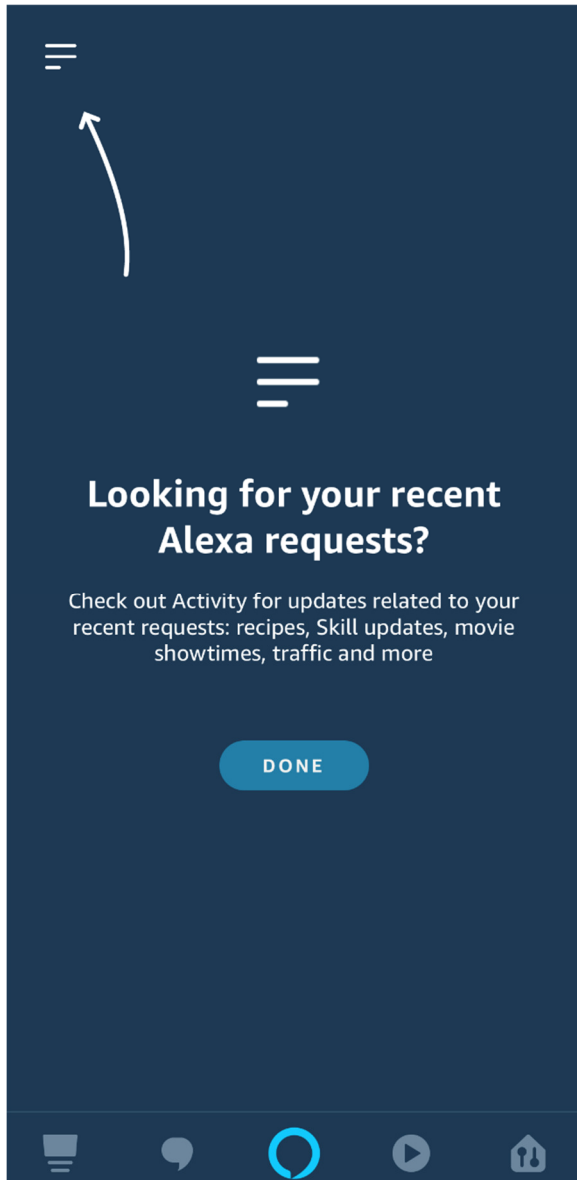 Looking for your recent
Alexa requests?
Check out Activity for updates related to your
recent requests: recipes, Skill updates, movie
showtimes, traffic and more
DONE